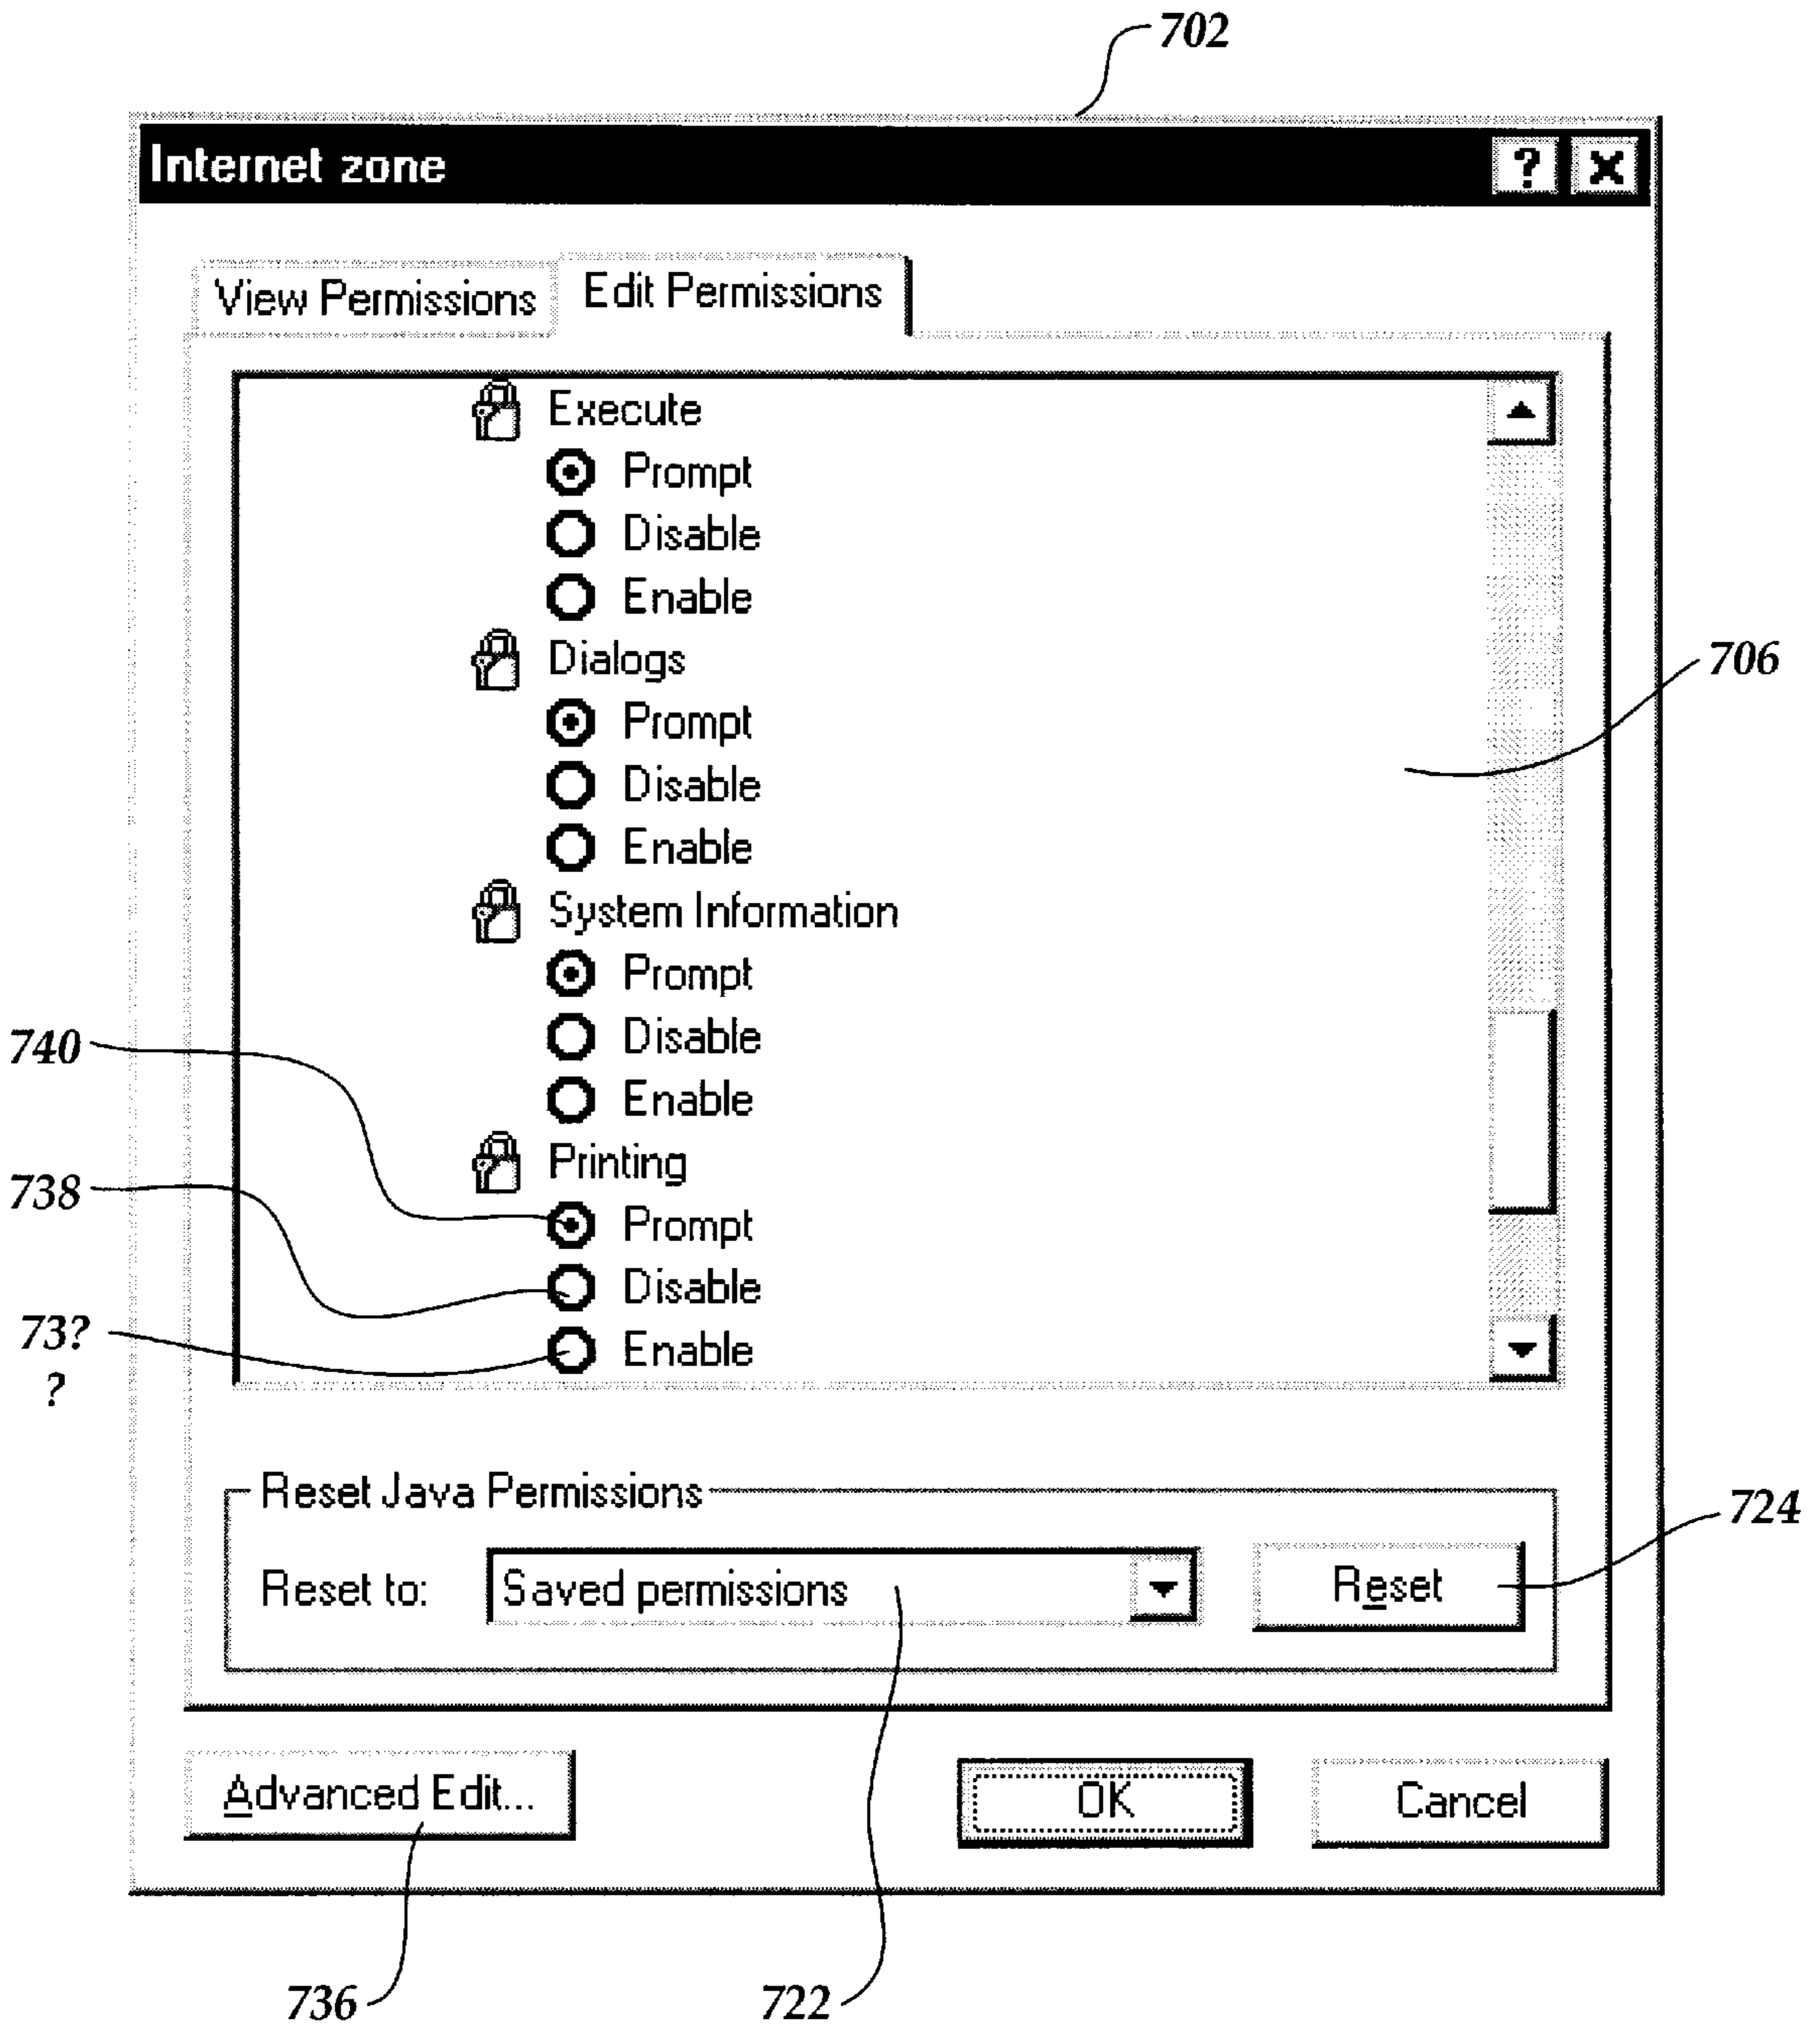 702
Internet zone
View Permissions Edit Permissions
Execute
Prompt
Disable
Enable
Dialogs
706
Prompt
Disable
Enable
System Information
Prompt
740
Disable
Enable
Printing
738
Prompt
Disable
73?
?
Enable
Reset Java Permissions
724
Reset to: Saved permissions Reset
Advanced Edit... OK Cancel
736 722